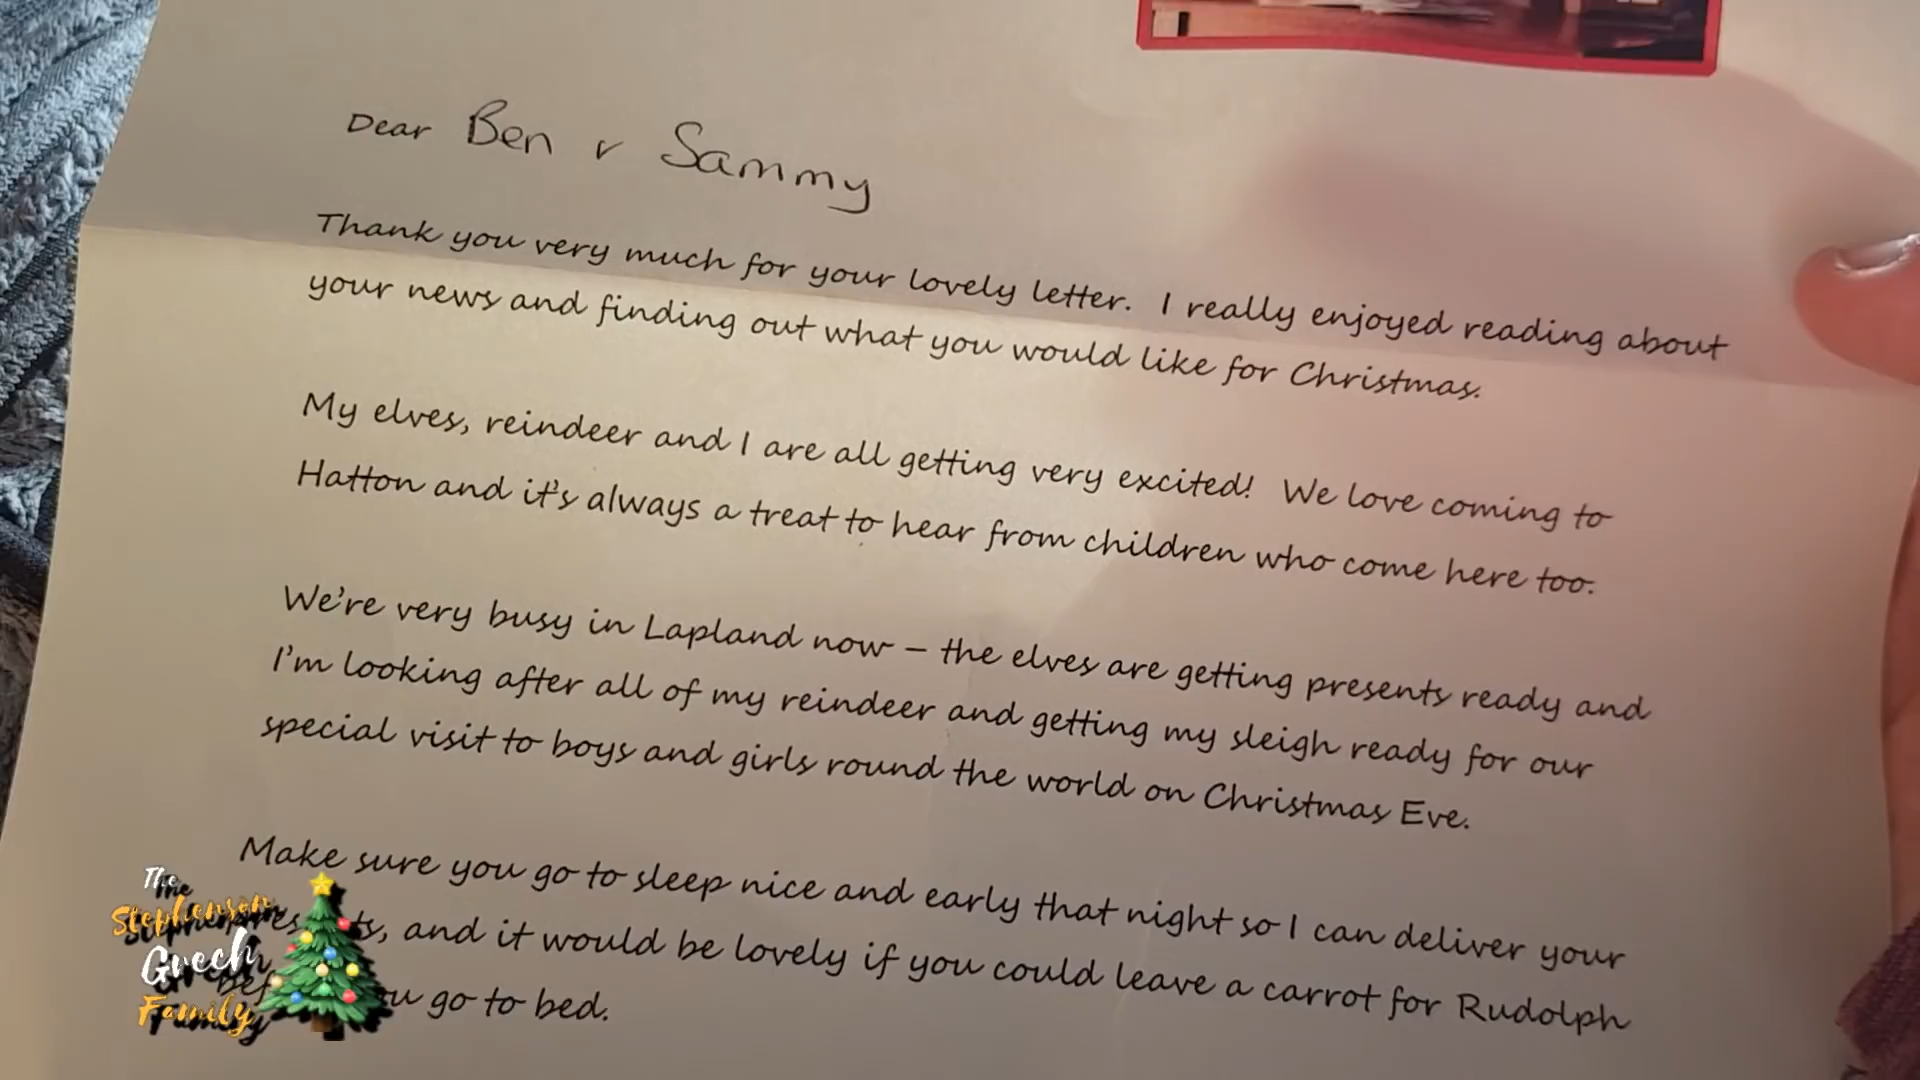 Dear Ben & Sammy
Thank you very much for your lovely letter. I really enjoyed reading about
your news and finding out what you would like for Christmas.
My elves, reindeer and I are all getting very excited! We love coming to
Hatton and it's always a treat to hear from children who come here too.
We're very busy in Lapland now – the elves are getting presents ready and
I'm looking after all of my reindeer and getting my sleigh ready for our
special visit to boys and girls round the world on Christmas Eve.
Make sure you go to sleep nice and early that night so I can deliver your
and it would be lovely if you could leave a carrot for Rudolph
go to bed.
The
Stephenson
Grech
Family